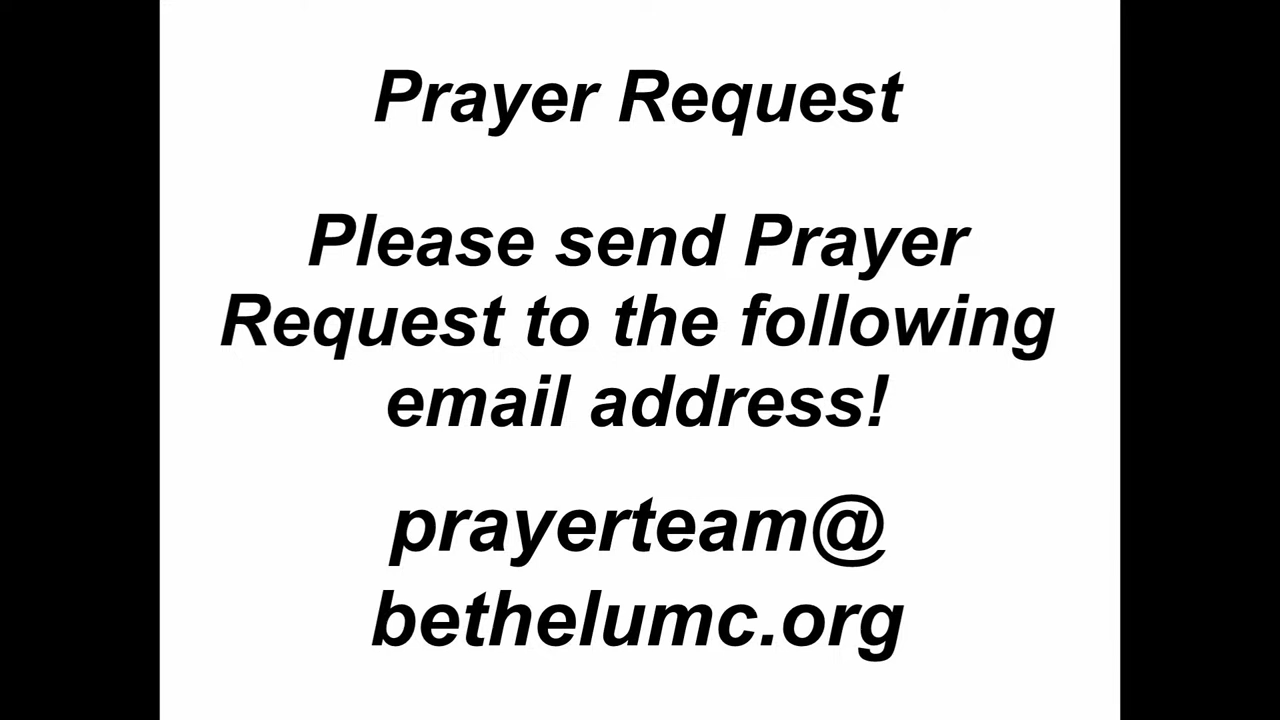 Prayer Request
Please send Prayer
Request to the following
email address!
prayerteam@
bethelumc.org